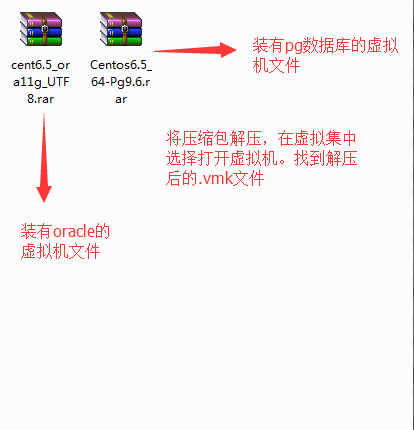 cent6.5_or
a11g_UTF
8.rar
Centos6.5_
64-Pg9.6.r
ar
装有pg数据库的虚拟
机文件
将压缩包解压，在虚拟集中
选择打开虚拟机。找到解压
后的.vmk文件
装有oracle的
虚拟机文件